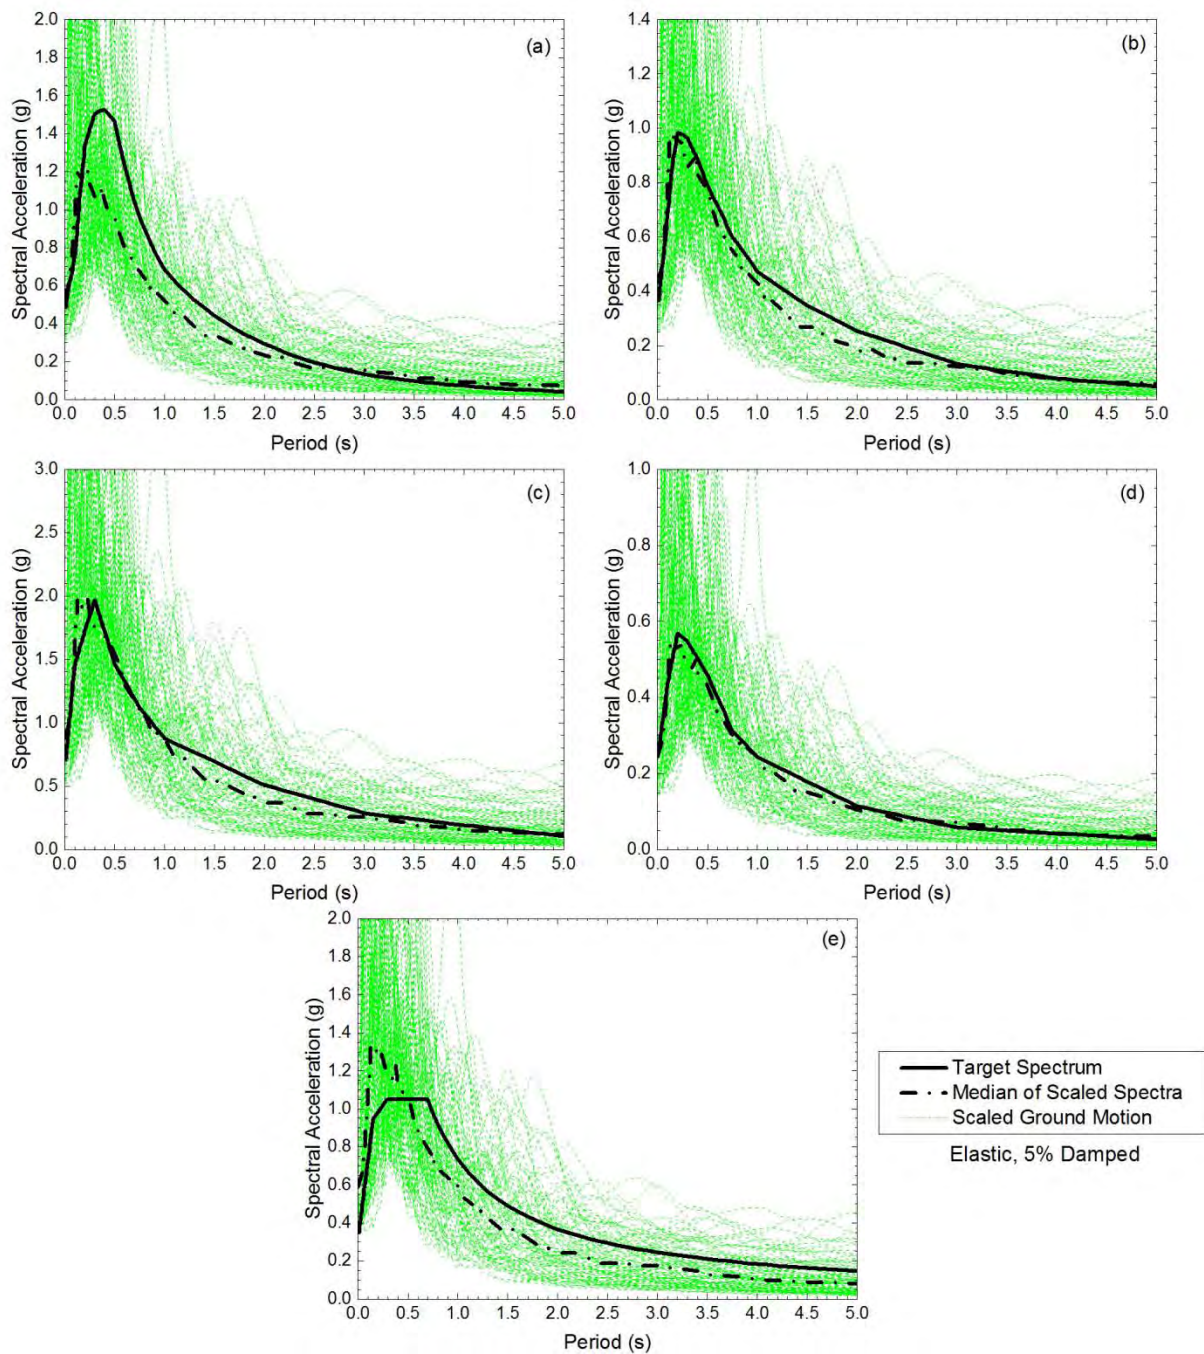 (a)
2.0
1.8
1.6
1.4
1.2
1.0
0.8
0.6
0.4
0.2
0.0
Spectral Acceleration (g)
0.0 0.5 1.0 1.5 2.0 2.5 3.0 3.5 4.0 4.5 5.0
Period (s)
(b)
1.4
1.2
1.0
0.8
0.6
0.4
0.2
0.0
Spectral Acceleration (g)
0.0 0.5 1.0 1.5 2.0 2.5 3.0 3.5 4.0 4.5 5.0
Period (s)
(c)
3.0
2.5
2.0
1.5
1.0
0.5
0.0
Spectral Acceleration (g)
0.0 0.5 1.0 1.5 2.0 2.5 3.0 3.5 4.0 4.5 5.0
Period (s)
(d)
1.0
0.8
0.6
0.4
0.2
0.0
Spectral Acceleration (g)
0.0 0.5 1.0 1.5 2.0 2.5 3.0 3.5 4.0 4.5 5.0
Period (s)
(e)
2.0
1.8
1.6
1.4
1.2
1.0
0.8
0.6
0.4
0.2
0.0
Spectral Acceleration (g)
0.0 0.5 1.0 1.5 2.0 2.5 3.0 3.5 4.0 4.5 5.0
Period (s)
Target Spectrum
Median of Scaled Spectra
Scaled Ground Motion
Elastic, 5% Damped